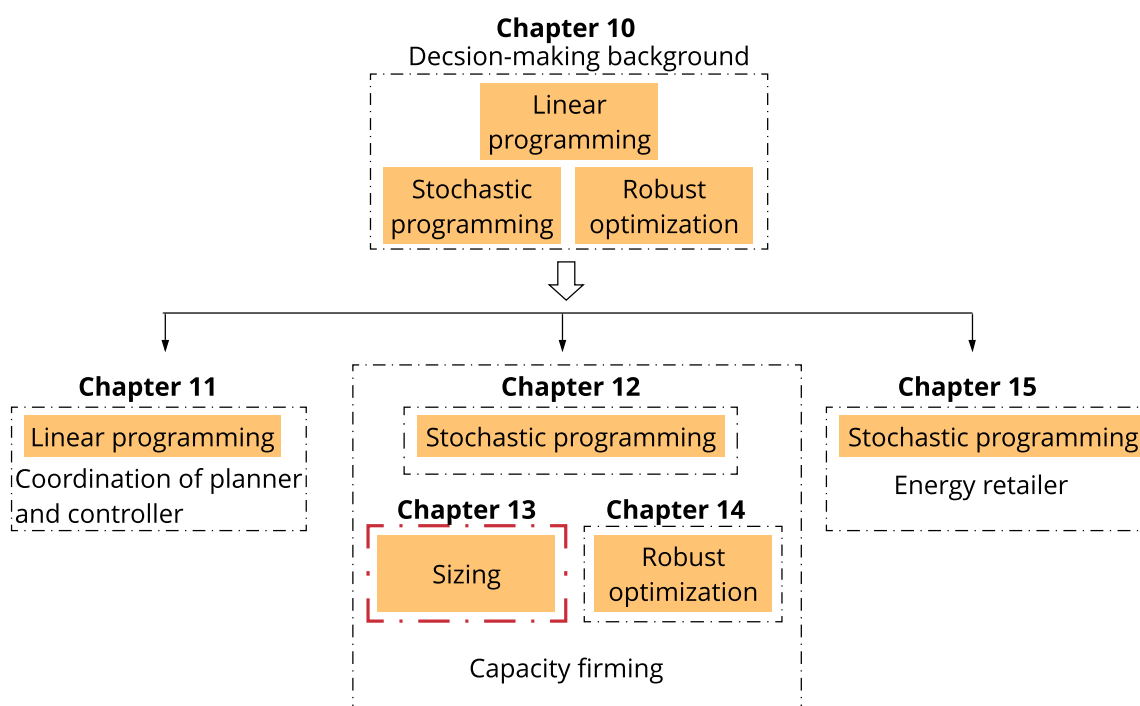 Chapter 10
Decsion-making background
Linear
programming
Stochastic
programming
Robust
optimization
Chapter 11
Linear programming
Coordination of planner
and controller
Chapter 12
Stochastic programming
Chapter 13
Sizing
Chapter 14
Robust
optimization
Capacity firming
Chapter 15
Stochastic programming
Energy retailer